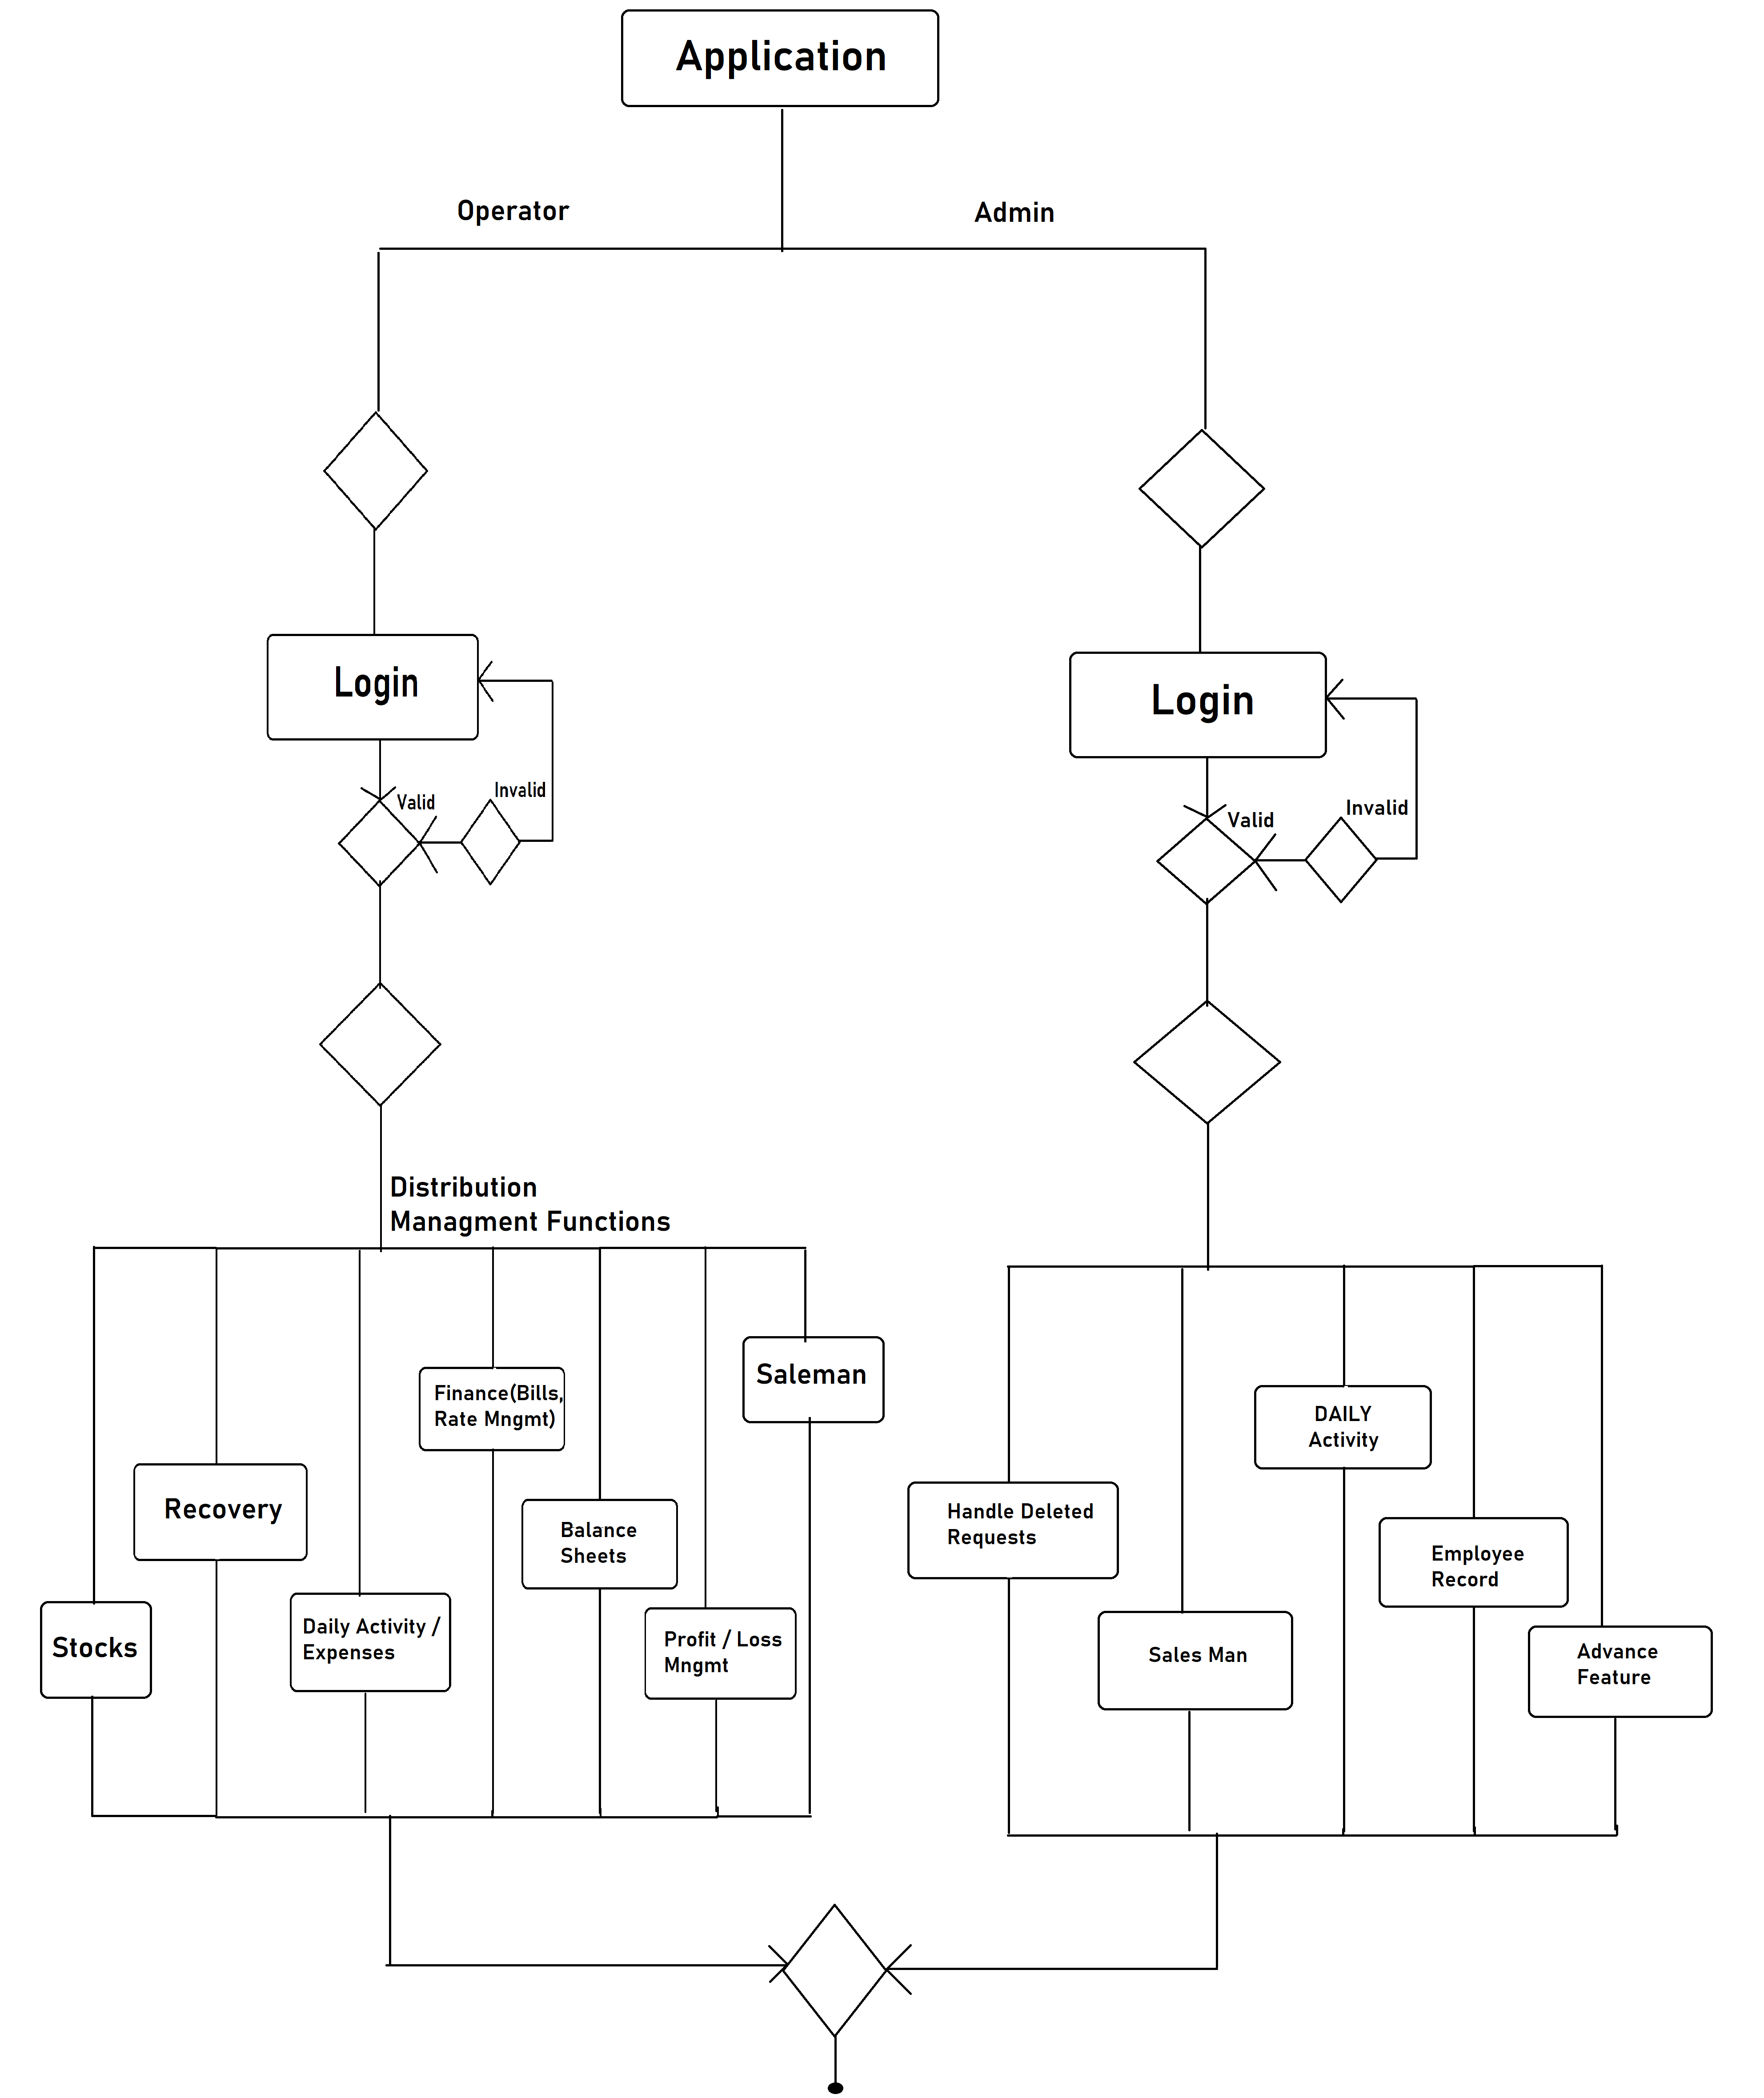 Application
Operator
Admin
Login
Login
Valid
Invalid
Valid
Invalid
Distribution
Managment Functions
Saleman
Finance(Bills,
Rate Mngmt)
DAILY
Activity
Recovery
Balance
Sheets
Handle Deleted
Requests
Employee
Record
Stocks
Daily Activity /
Expenses
Profit / Loss
Mngmt
Sales Man
Advance
Feature